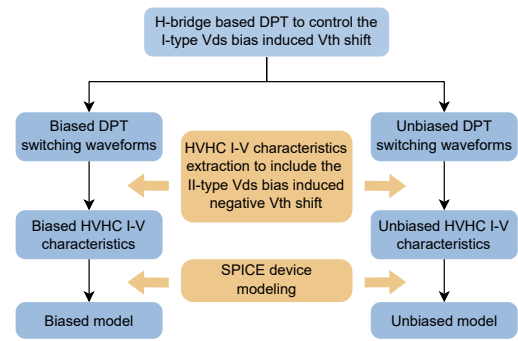 H-bridge based DPT to control the
I-type Vds bias induced Vth shift
Biased DPT
switching waveforms
Unbiased DPT
switching waveforms
HVHC I-V characteristics
extraction to include the
II-type Vds bias induced
negative Vth shift
Biased HVHC I-V
characteristics
Unbiased HVHC I-V
characteristics
SPICE device
modeling
Biased model
Unbiased model